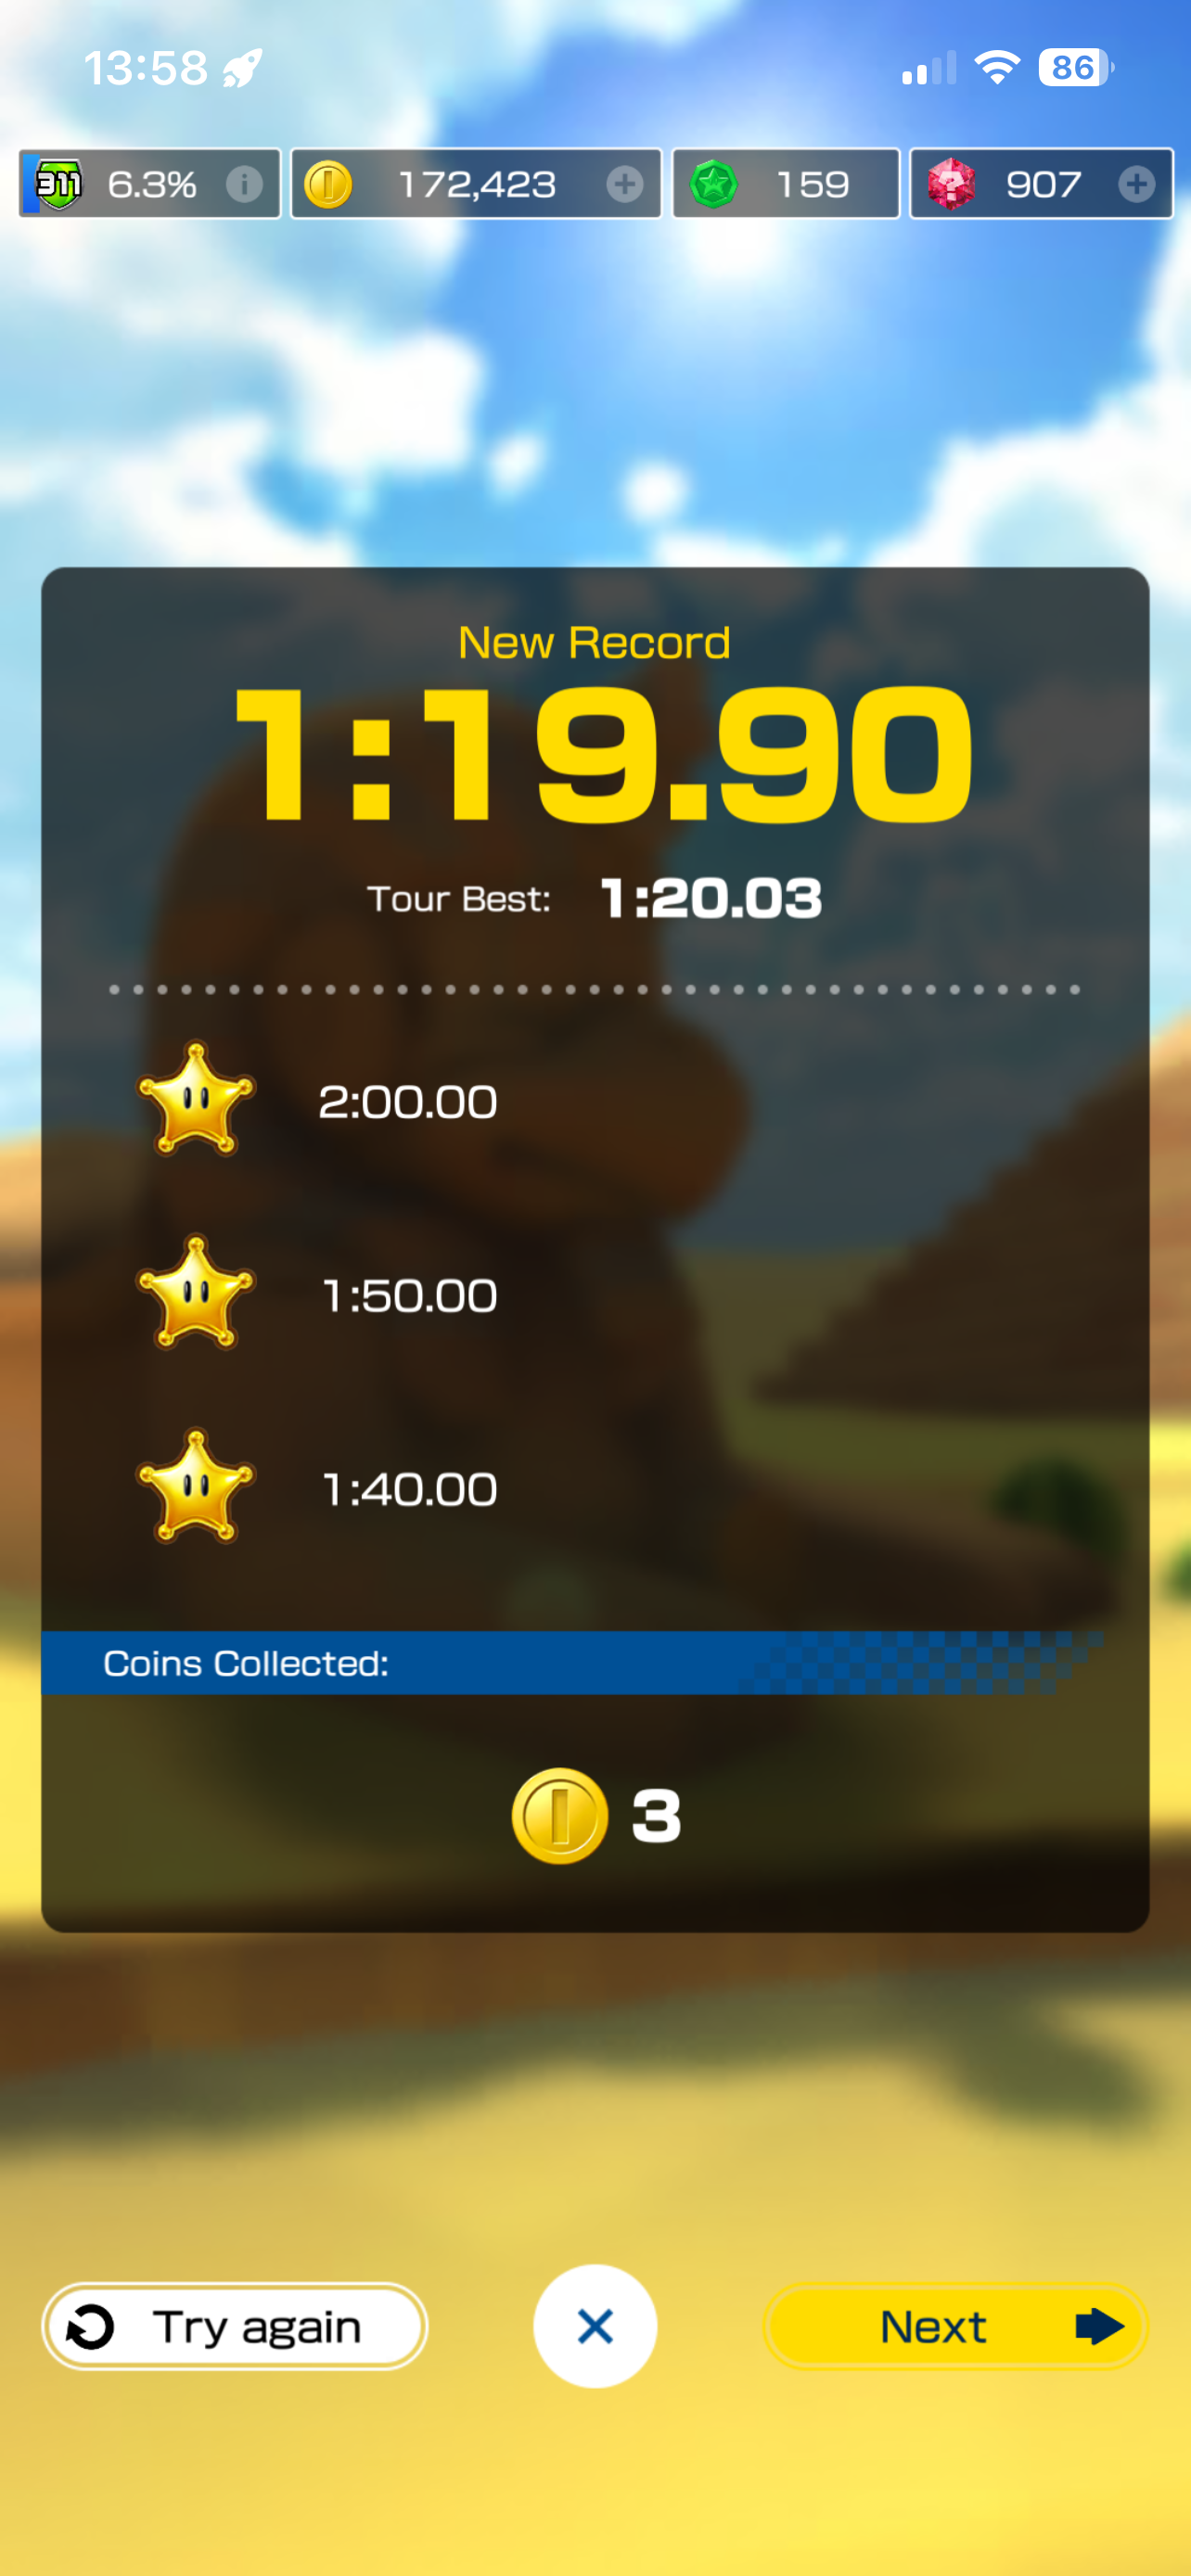 13:58
86
311 6.3% 172,423 159 907
New Record
1:19.90
Tour Best: 1:20.03
2:00.00
1:50.00
1:40.00
Coins Collected:
3
Try again
Next